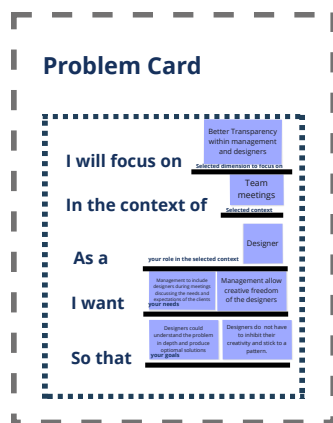 Problem Card
Better Transparency
within management
and designers
I will focus on
Selected dimension to focus on
Team
meetings
In the context of
Selected context
Designer
As a
your role in the selected context
Management to include
designers during meetings
discussing the needs and
expectations of the clients
Management allow
creative freedom
of the designers
I want
your needs
Designers could
understand the problem
in depth and produce
optional solutions
Designers do not have
to inhibit their
creativity and stick to a
pattern.
So that
your goals